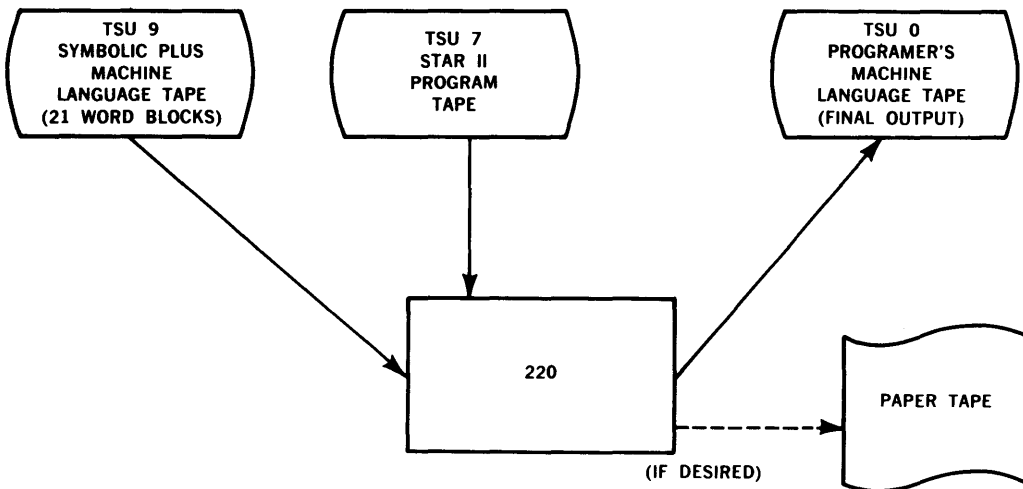 TSU 9
SYMBOLIC PLUS
MACHINE
LANGUAGE TAPE
(21 WORD BLOCKS)
TSU 7
STAR II
PROGRAM
TAPE
TSU 0
PROGRAMER'S
MACHINE
LANGUAGE TAPE
(FINAL OUTPUT)
220
PAPER TAPE
(IF DESIRED)